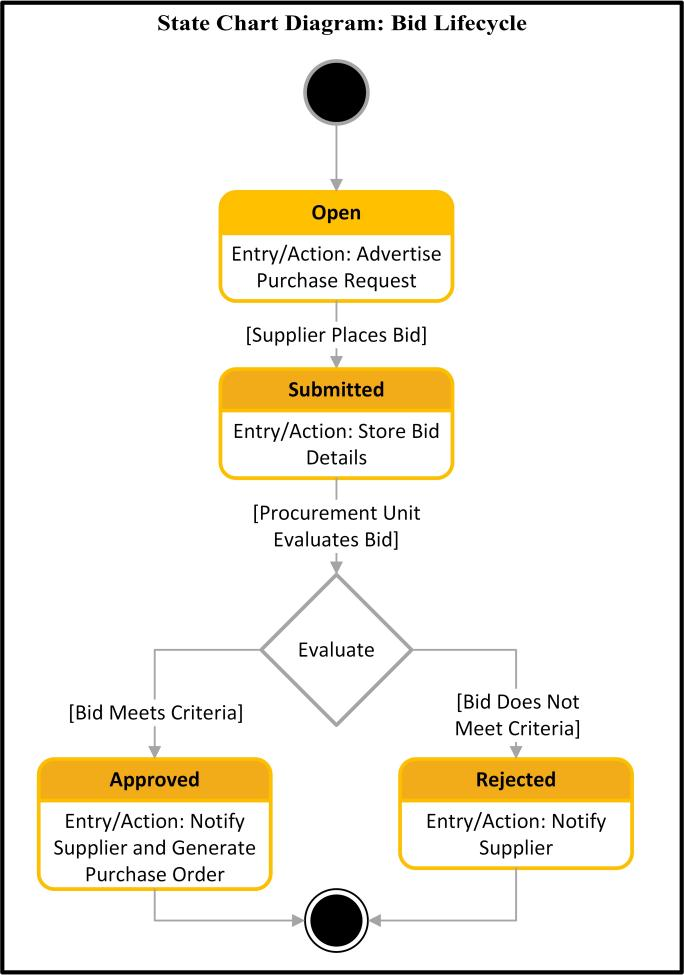 State Chart Diagram: Bid Lifecycle
Open
Entry/Action: Advertise
Purchase Request
[Supplier Places Bid]
Submitted
Entry/Action: Store Bid
Details
[Procurement Unit
Evaluates Bid]
Evaluate
[Bid Meets Criteria]
[Bid Does Not
Meet Criteria]
Approved
Entry/Action: Notify
Supplier and Generate
Purchase Order
Rejected
Entry/Action: Notify
Supplier